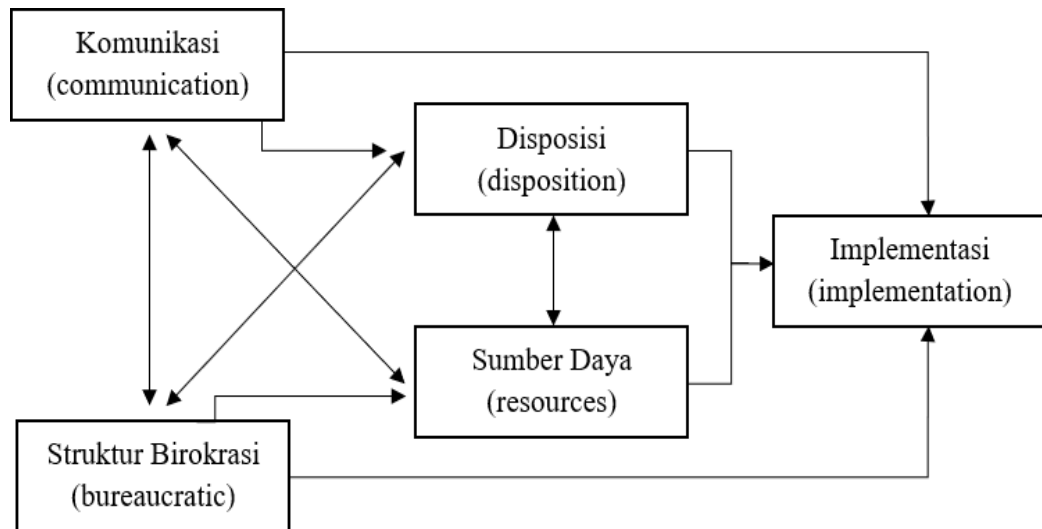 Komunikasi
(communication)
Disposisi
(disposition)
Implementasi
(implementation)
Sumber Daya
(resources)
Struktur Birokrasi
(bureaucratic)